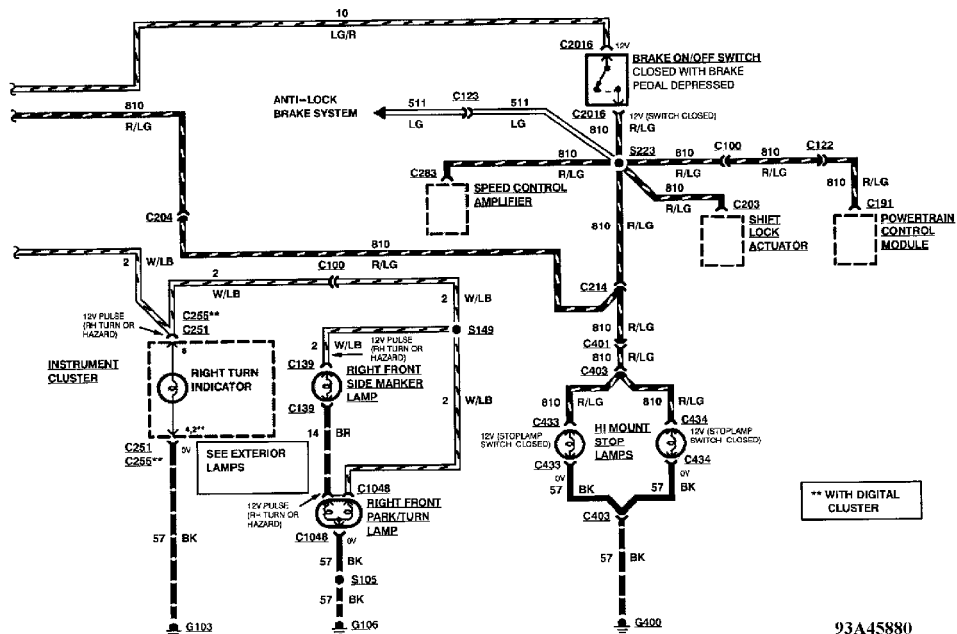 10
LG/R
C2016 12V
BRAKE ON/OFF SWITCH
CLOSED WITH BRAKE
PEDAL DEPRESSED
C2016 12V (SWITCH CLOSED)
810 R/LG
ANTI-LOCK
BRAKE SYSTEM
511 C123 511
LG LG
810
R/LG
S223
810 C100 810 C122
R/LG R/LG
810 R/LG
C283 810
R/LG
SPEED CONTROL
AMPLIFIER
810
R/LG
C203
SHIFT
LOCK
ACTUATOR
C191
POWERTRAIN
CONTROL
MODULE
C204
810 R/LG
810
R/LG
2 W/LB
2 C100
W/LB
2 W/LB
C214
12V PULSE
(RH TURN OR
HAZARD)
C255**
C251
S149
810 R/LG
C401
810 R/LG
C403
INSTRUMENT
CLUSTER
6
RIGHT TURN
INDICATOR
4,2**
2 W/LB
12V PULSE
(RH TURN OR
HAZARD)
C139
RIGHT FRONT
SIDE MARKER
LAMP
C139
2 W/LB
810 R/LG
810 R/LG
C433
C434
12V (STOPLAMP
SWITCH CLOSED)
HI MOUNT
STOP
LAMPS
12V (STOPLAMP
SWITCH CLOSED)
C433
C434
0V
0V
14 BR
C251 0V
C255**
SEE EXTERIOR
LAMPS
57 BK
57 BK
C403
12V PULSE
(RH TURN OR
HAZARD)
C1048
RIGHT FRONT
PARK/TURN
LAMP
C1048 0V
** WITH DIGITAL
CLUSTER
57 BK
57 BK
57 BK
S105
57 BK
G103
G106
G400
93A45880